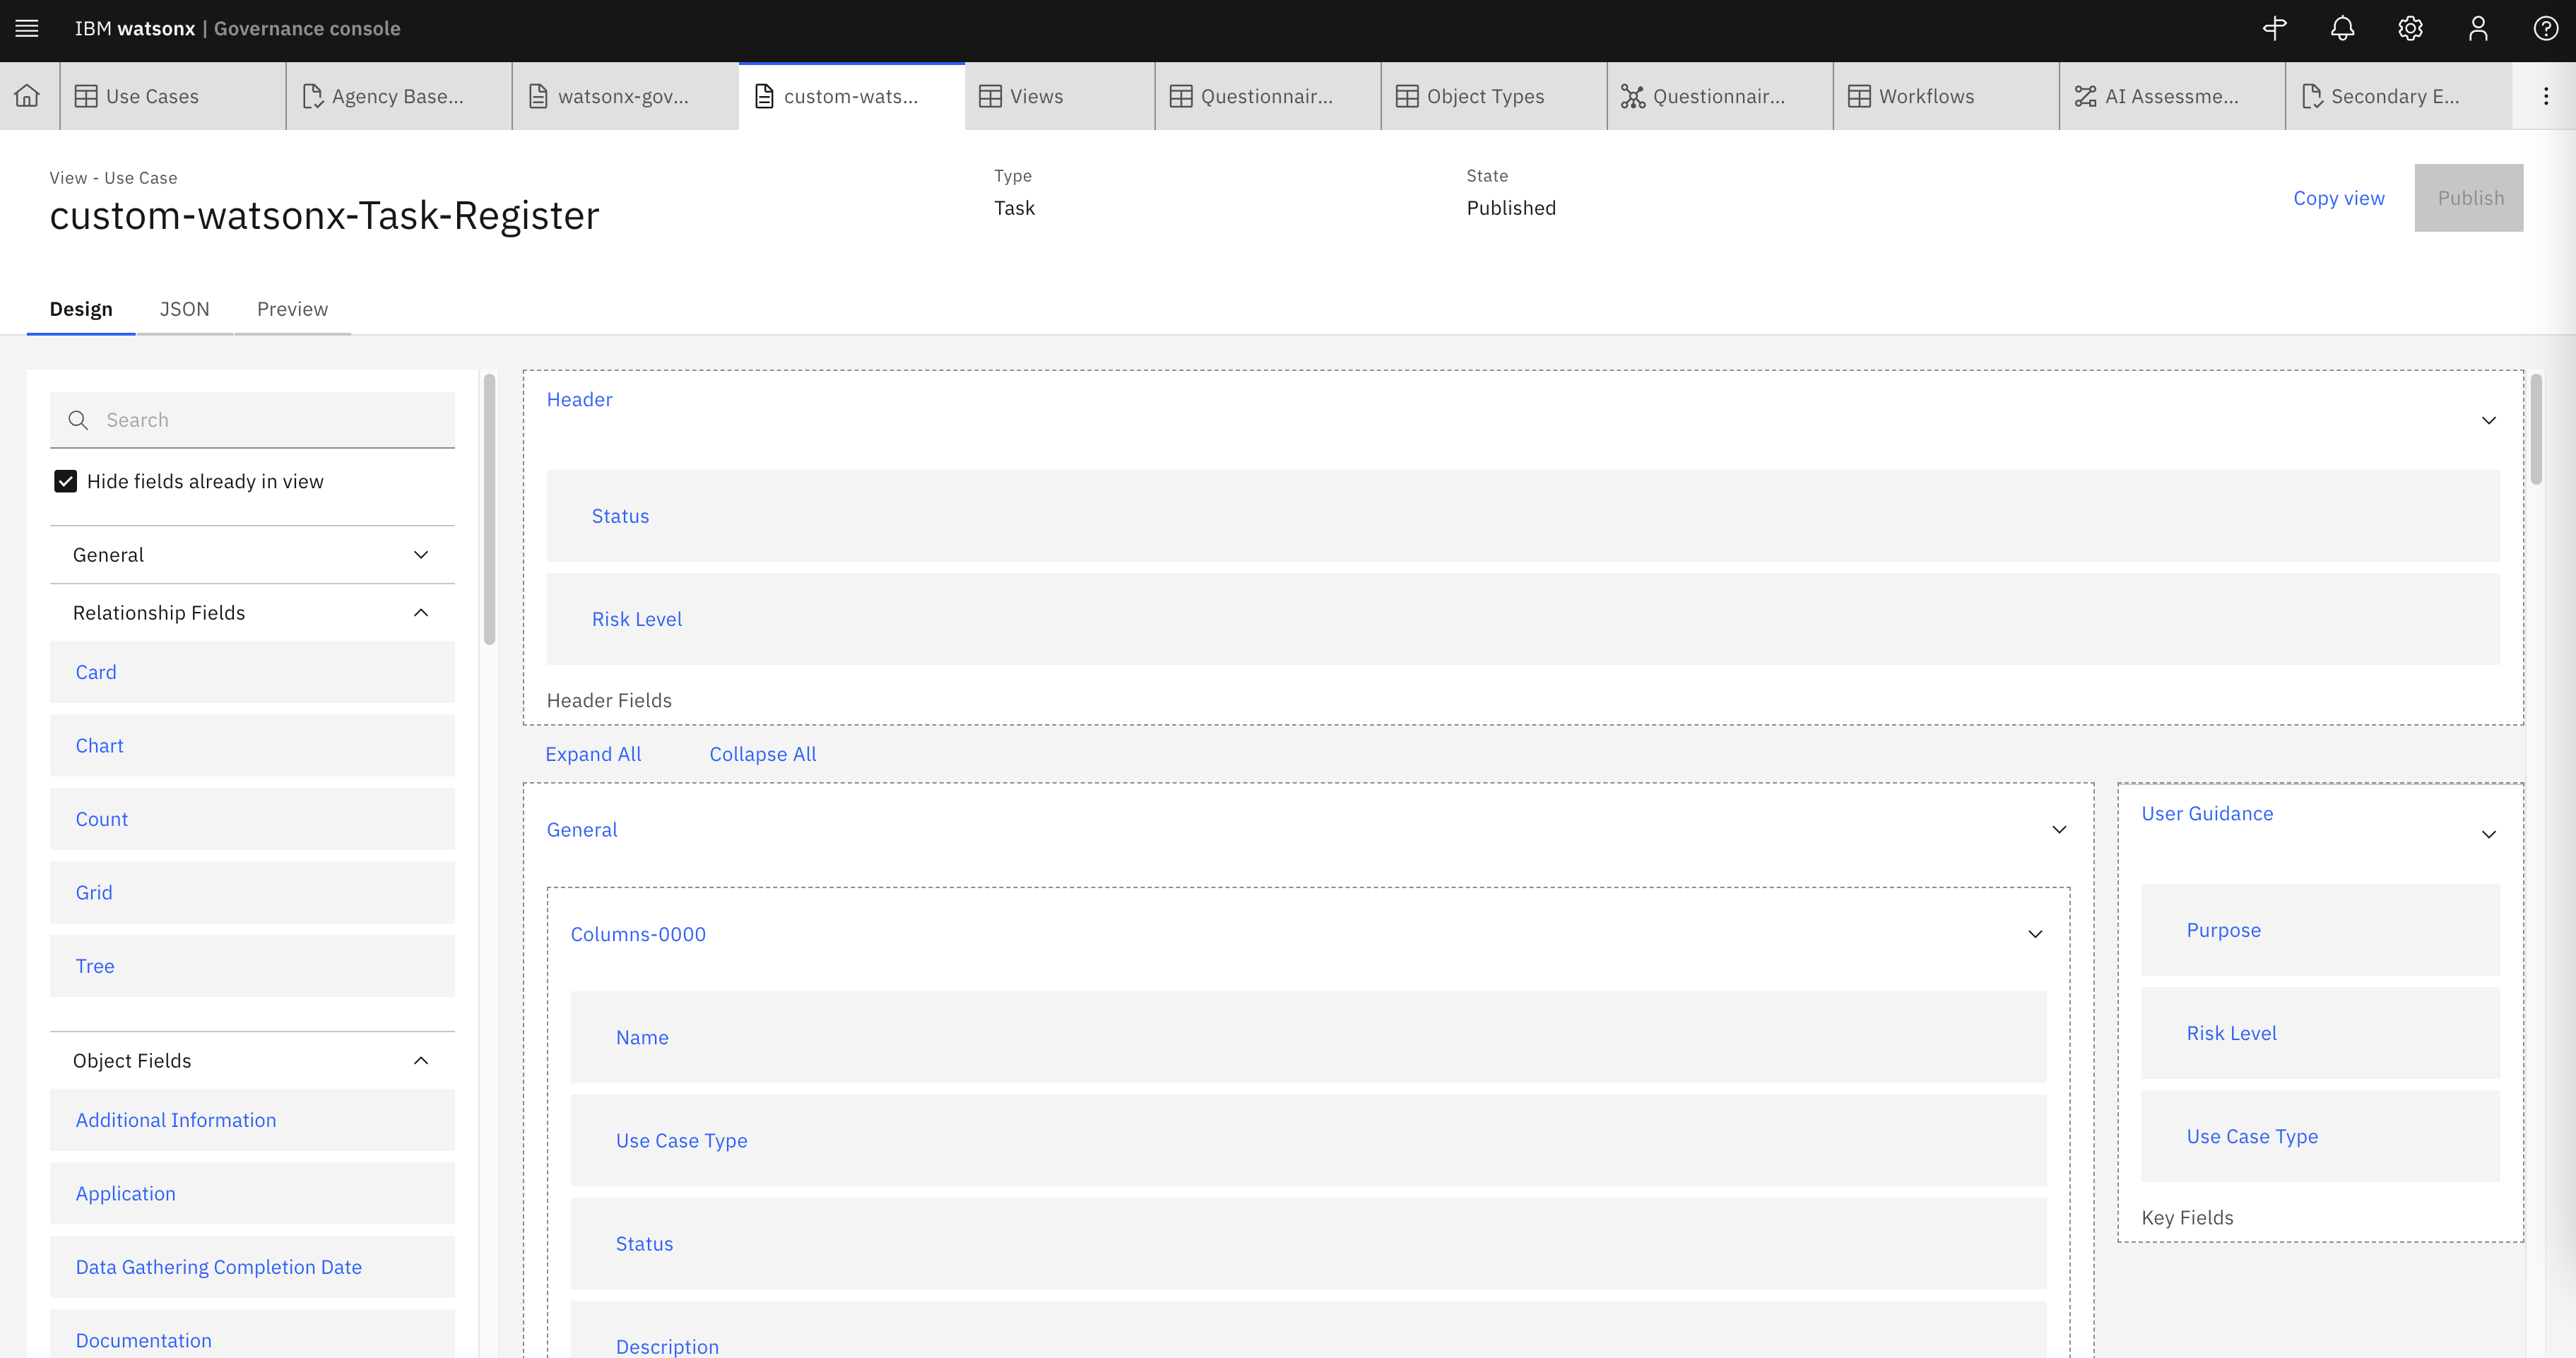 IBM watsonx | Governance console
Use Cases
Agency Base...
watsonx-gov...
custom-wats...
Views
Questionnair...
Object Types
Questionnair...
Workflows
AI Assessme...
Secondary E...
View - Use Case
custom-watsonx-Task-Register
Type
Task
State
Published
Copy view
Publish
Design
JSON
Preview
Search
Hide fields already in view
General
Relationship Fields
Card
Chart
Count
Grid
Tree
Object Fields
Additional Information
Application
Data Gathering Completion Date
Documentation
Header
Status
Risk Level
Header Fields
Expand All
Collapse All
General
Columns-0000
Name
Use Case Type
Status
Description
User Guidance
Purpose
Risk Level
Use Case Type
Key Fields